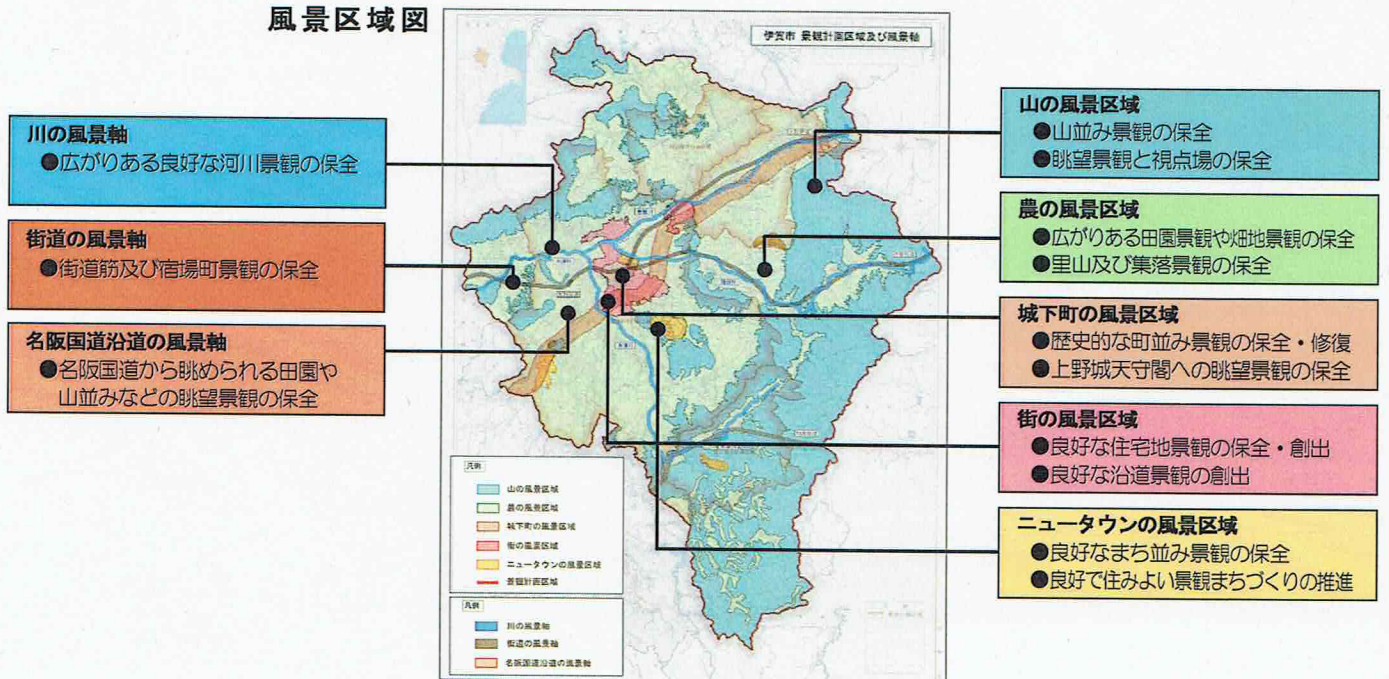 風景区域図
伊賀市 景観計画区域及び風景軸
川の風景軸
●広がりある良好な河川景観の保全
街道の風景軸
●街道筋及び宿場町景観の保全
名阪国道沿道の風景軸
●名阪国道から眺められる田園や
山並みなどの眺望景観の保全
山の風景区域
●山並み景観の保全
●眺望景観と視点場の保全
農の風景区域
●広がりある田園景観や畑地景観の保全
●里山及び集落景観の保全
城下町の風景区域
●歴史的な町並み景観の保全・修復
●上野城天守閣への眺望景観の保全
街の風景区域
●良好な住宅地景観の保全・創出
●良好な沿道景観の創出
ニュータウンの風景区域
●良好なまち並み景観の保全
●良好で住みよい景観まちづくりの推進
凡例
山の風景区域
農の風景区域
城下町の風景区域
街の風景区域
ニュータウンの風景区域
景観計画区域
凡例
川の風景軸
街道の風景軸
名阪国道沿道の風景軸